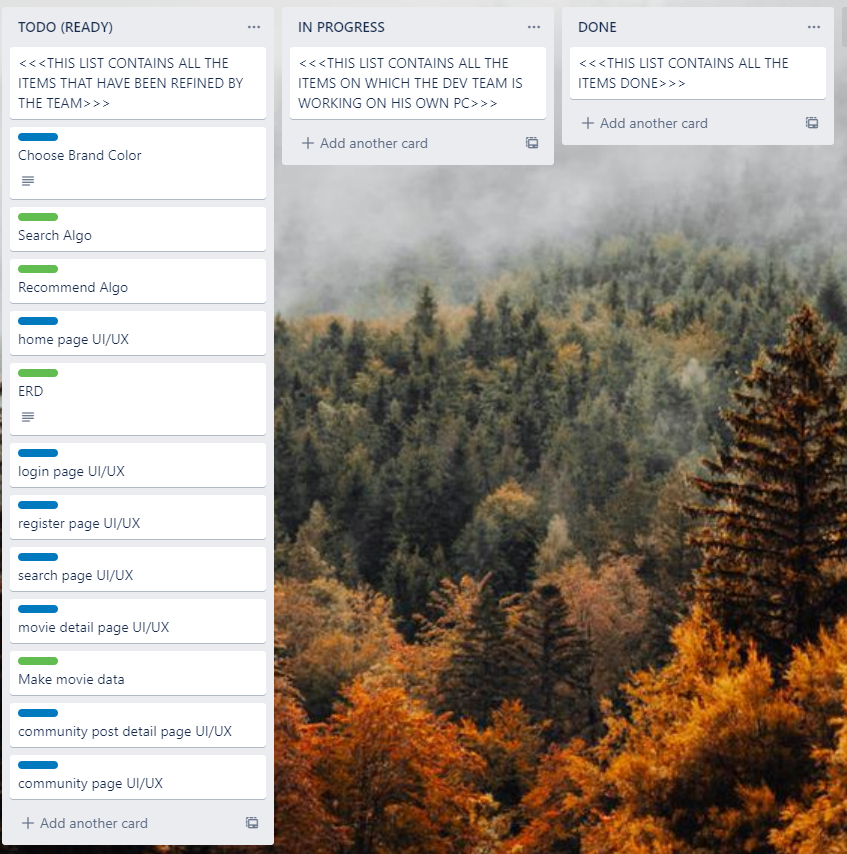 TODO (READY)
<<<THIS LIST CONTAINS ALL THE
ITEMS THAT HAVE BEEN REFINED BY
THE TEAM>>>
Choose Brand Color
Search Algo
Recommend Algo
home page UI/UX
ERD
login page UI/UX
register page UI/UX
search page UI/UX
movie detail page UI/UX
Make movie data
community post detail page UI/UX
community page UI/UX
Add another card
IN PROGRESS
<<<THIS LIST CONTAINS ALL THE
ITEMS ON WHICH THE DEV TEAM IS
WORKING ON HIS OWN PC>>>
Add another card
DONE
<<<THIS LIST CONTAINS ALL THE
ITEMS DONE>>>
Add another card